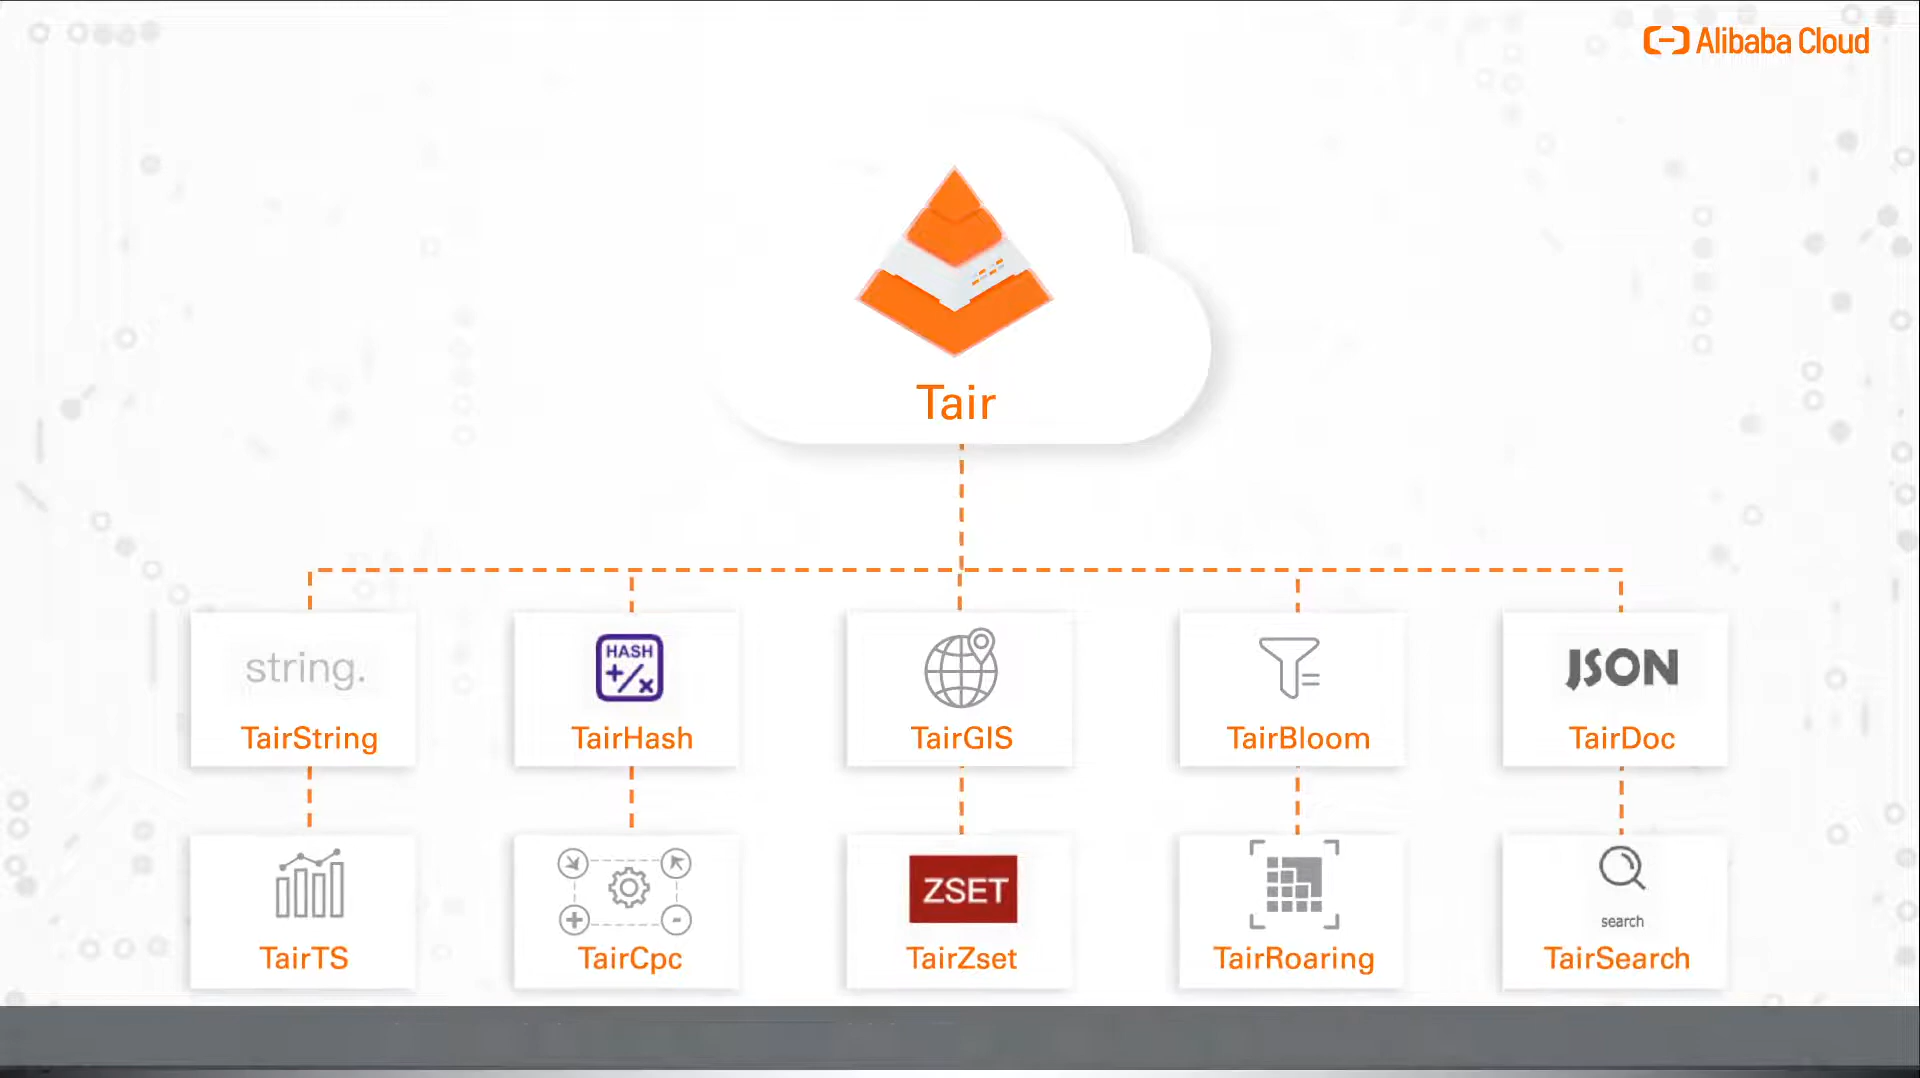 Alibaba Cloud
Tair
string.
TairString
HASH
+/x
TairHash
TairGIS
TairBloom
JSON
TairDoc
TairTS
TairCpc
ZSET
TairZset
TairRoaring
search
TairSearch